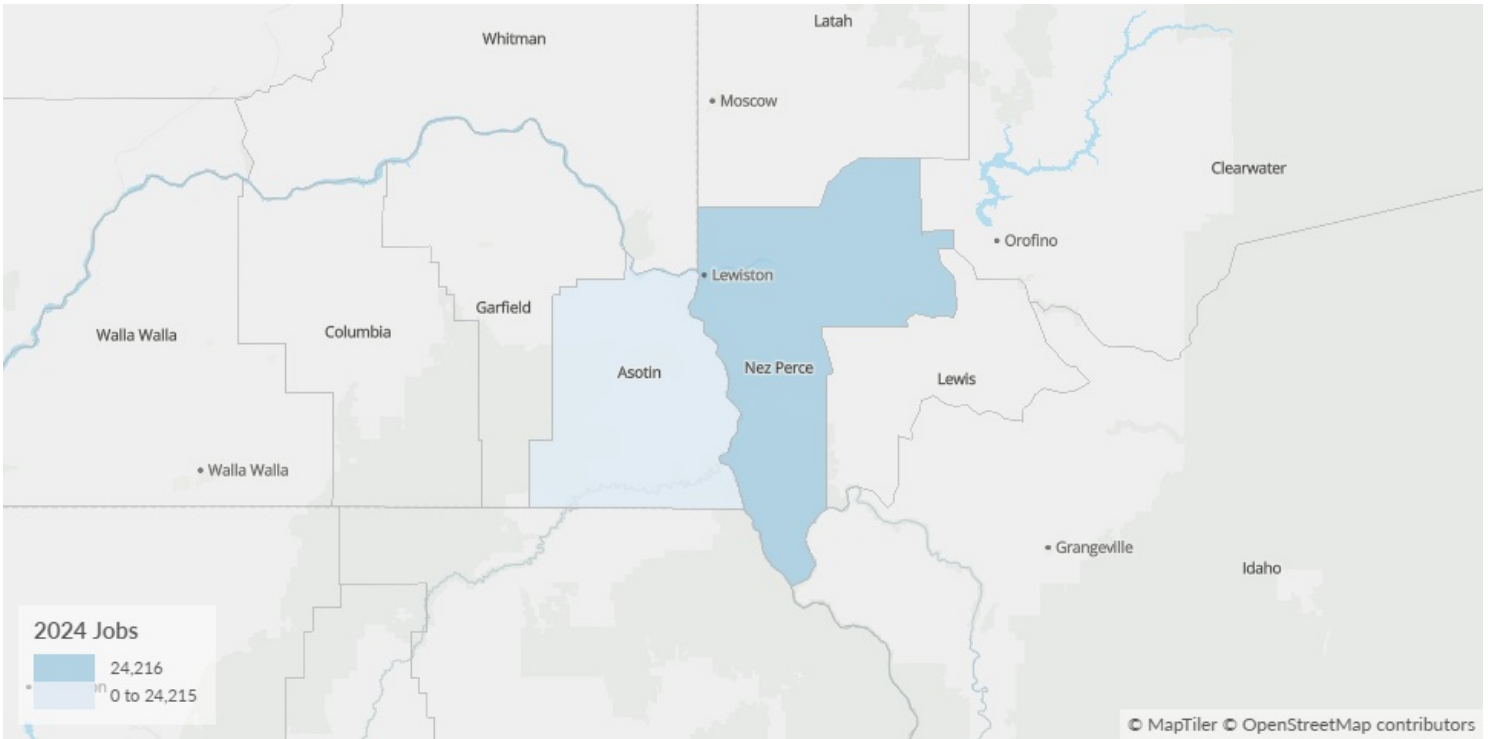 Latah
Whitman
Moscow
Clearwater
Orofino
Lewiston
Garfield
Columbia
Walla Walla
Asotin
Nez Perce
Lewis
Walla Walla
Grangeville
Idaho
2024 Jobs
24,216
0 to 24,215
© MapTiler © OpenStreetMap contributors